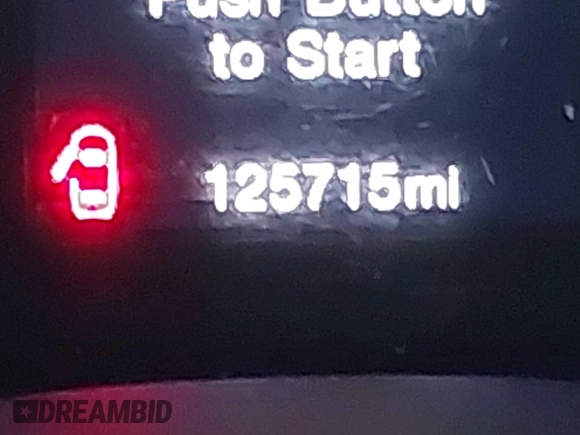 Push Button
to Start
125715mi
DREAMBID